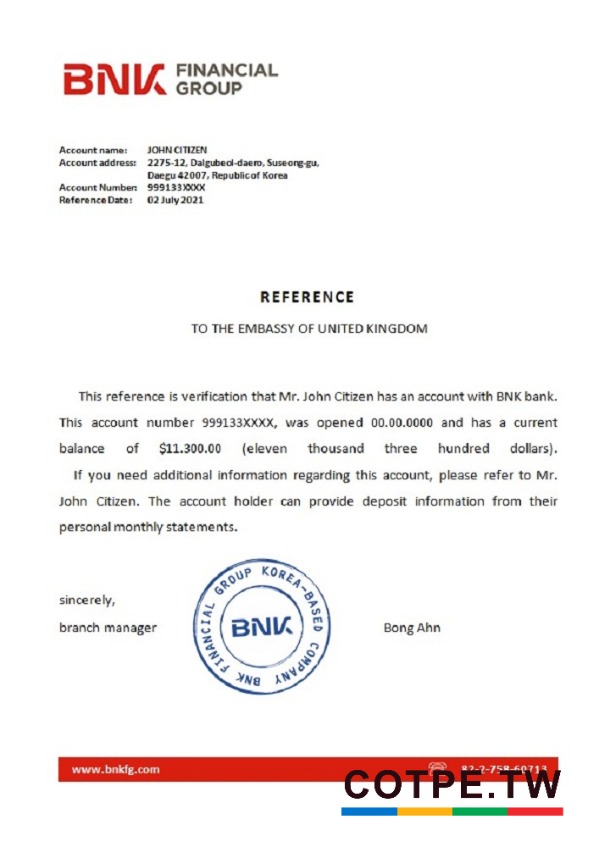 BNK FINANCIAL
GROUP
Account name: JOHN CITIZEN
Account address: 2275-12, Dalgubeol-daero, Suseong-gu,
Daegu 42007, Republic of Korea
Account Number: 999133XXXX
Reference Date: 02 July 2021
REFERENCE
TO THE EMBASSY OF UNITED KINGDOM
This reference is verification that Mr. John Citizen has an account with BNK bank.
This account number 999133XXXX, was opened 00.00.0000 and has a current
balance of $11.300.00 (eleven thousand three hundred dollars).
If you need additional information regarding this account, please refer to Mr.
John Citizen. The account holder can provide deposit information from their
personal monthly statements.
sincerely,
branch manager
BNK FINANCIAL GROUP KOREA-BASED COMPANY
BNK
Bong Ahn
www.bnkfg.com
82-2-758-60713
COTPE.TW